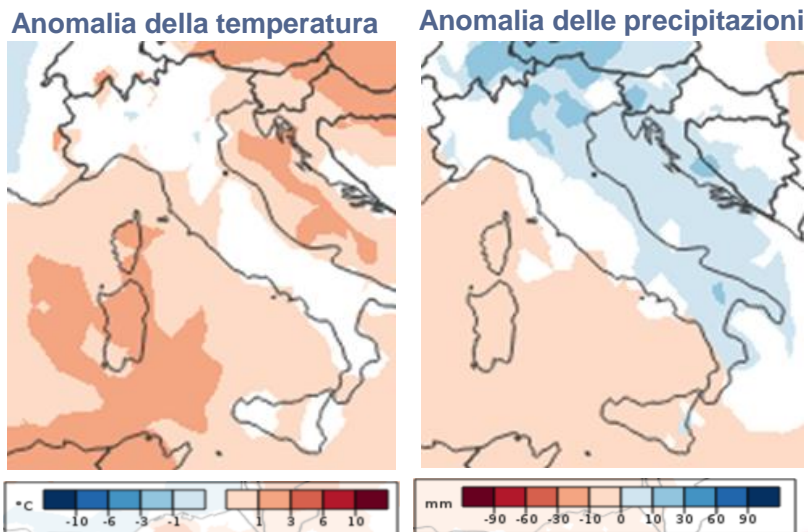 Anomalia della temperatura
Anomalia delle precipitazioni
°C
-10 -6 -3 -1 1 3 6 10
mm
-90 -60 -30 -10 0 10 30 60 90